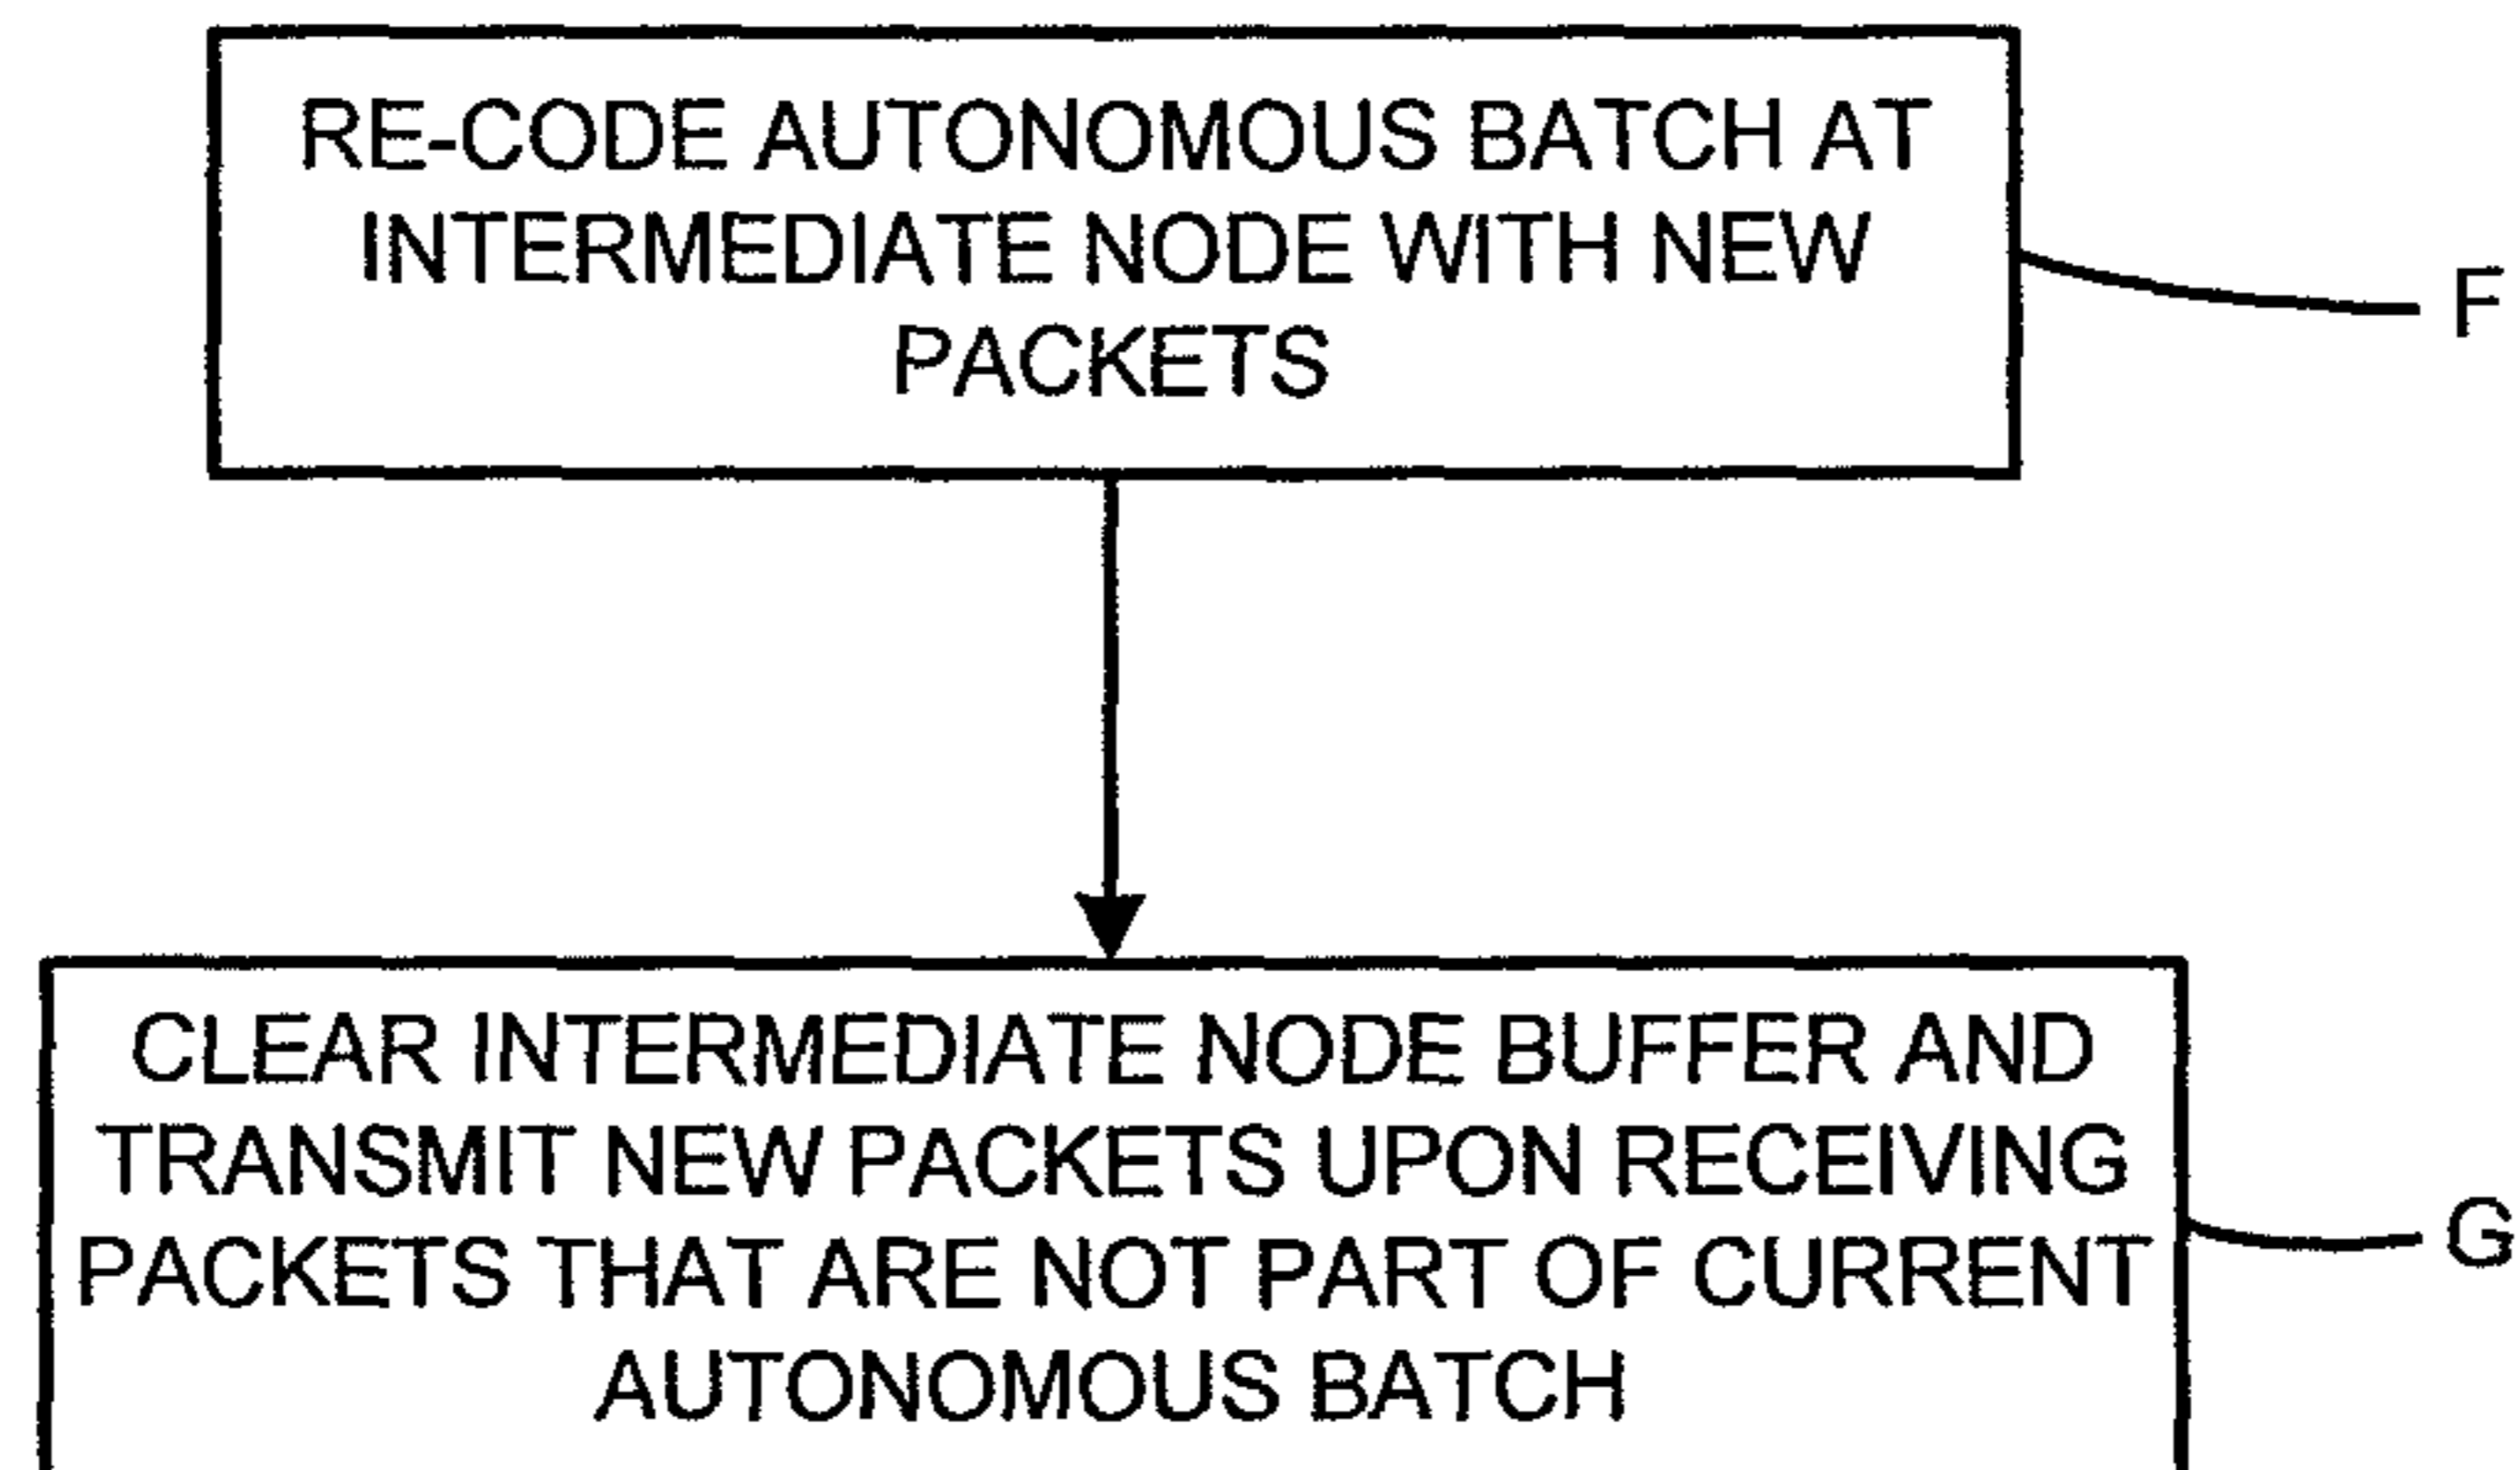 RE-CODE AUTONOMOUS BATCH AT
INTERMEDIATE NODE WITH NEW
PACKETS
F
CLEAR INTERMEDIATE NODE BUFFER AND
TRANSMIT NEW PACKETS UPON RECEIVING
PACKETS THAT ARE NOT PART OF CURRENT
AUTONOMOUS BATCH
G